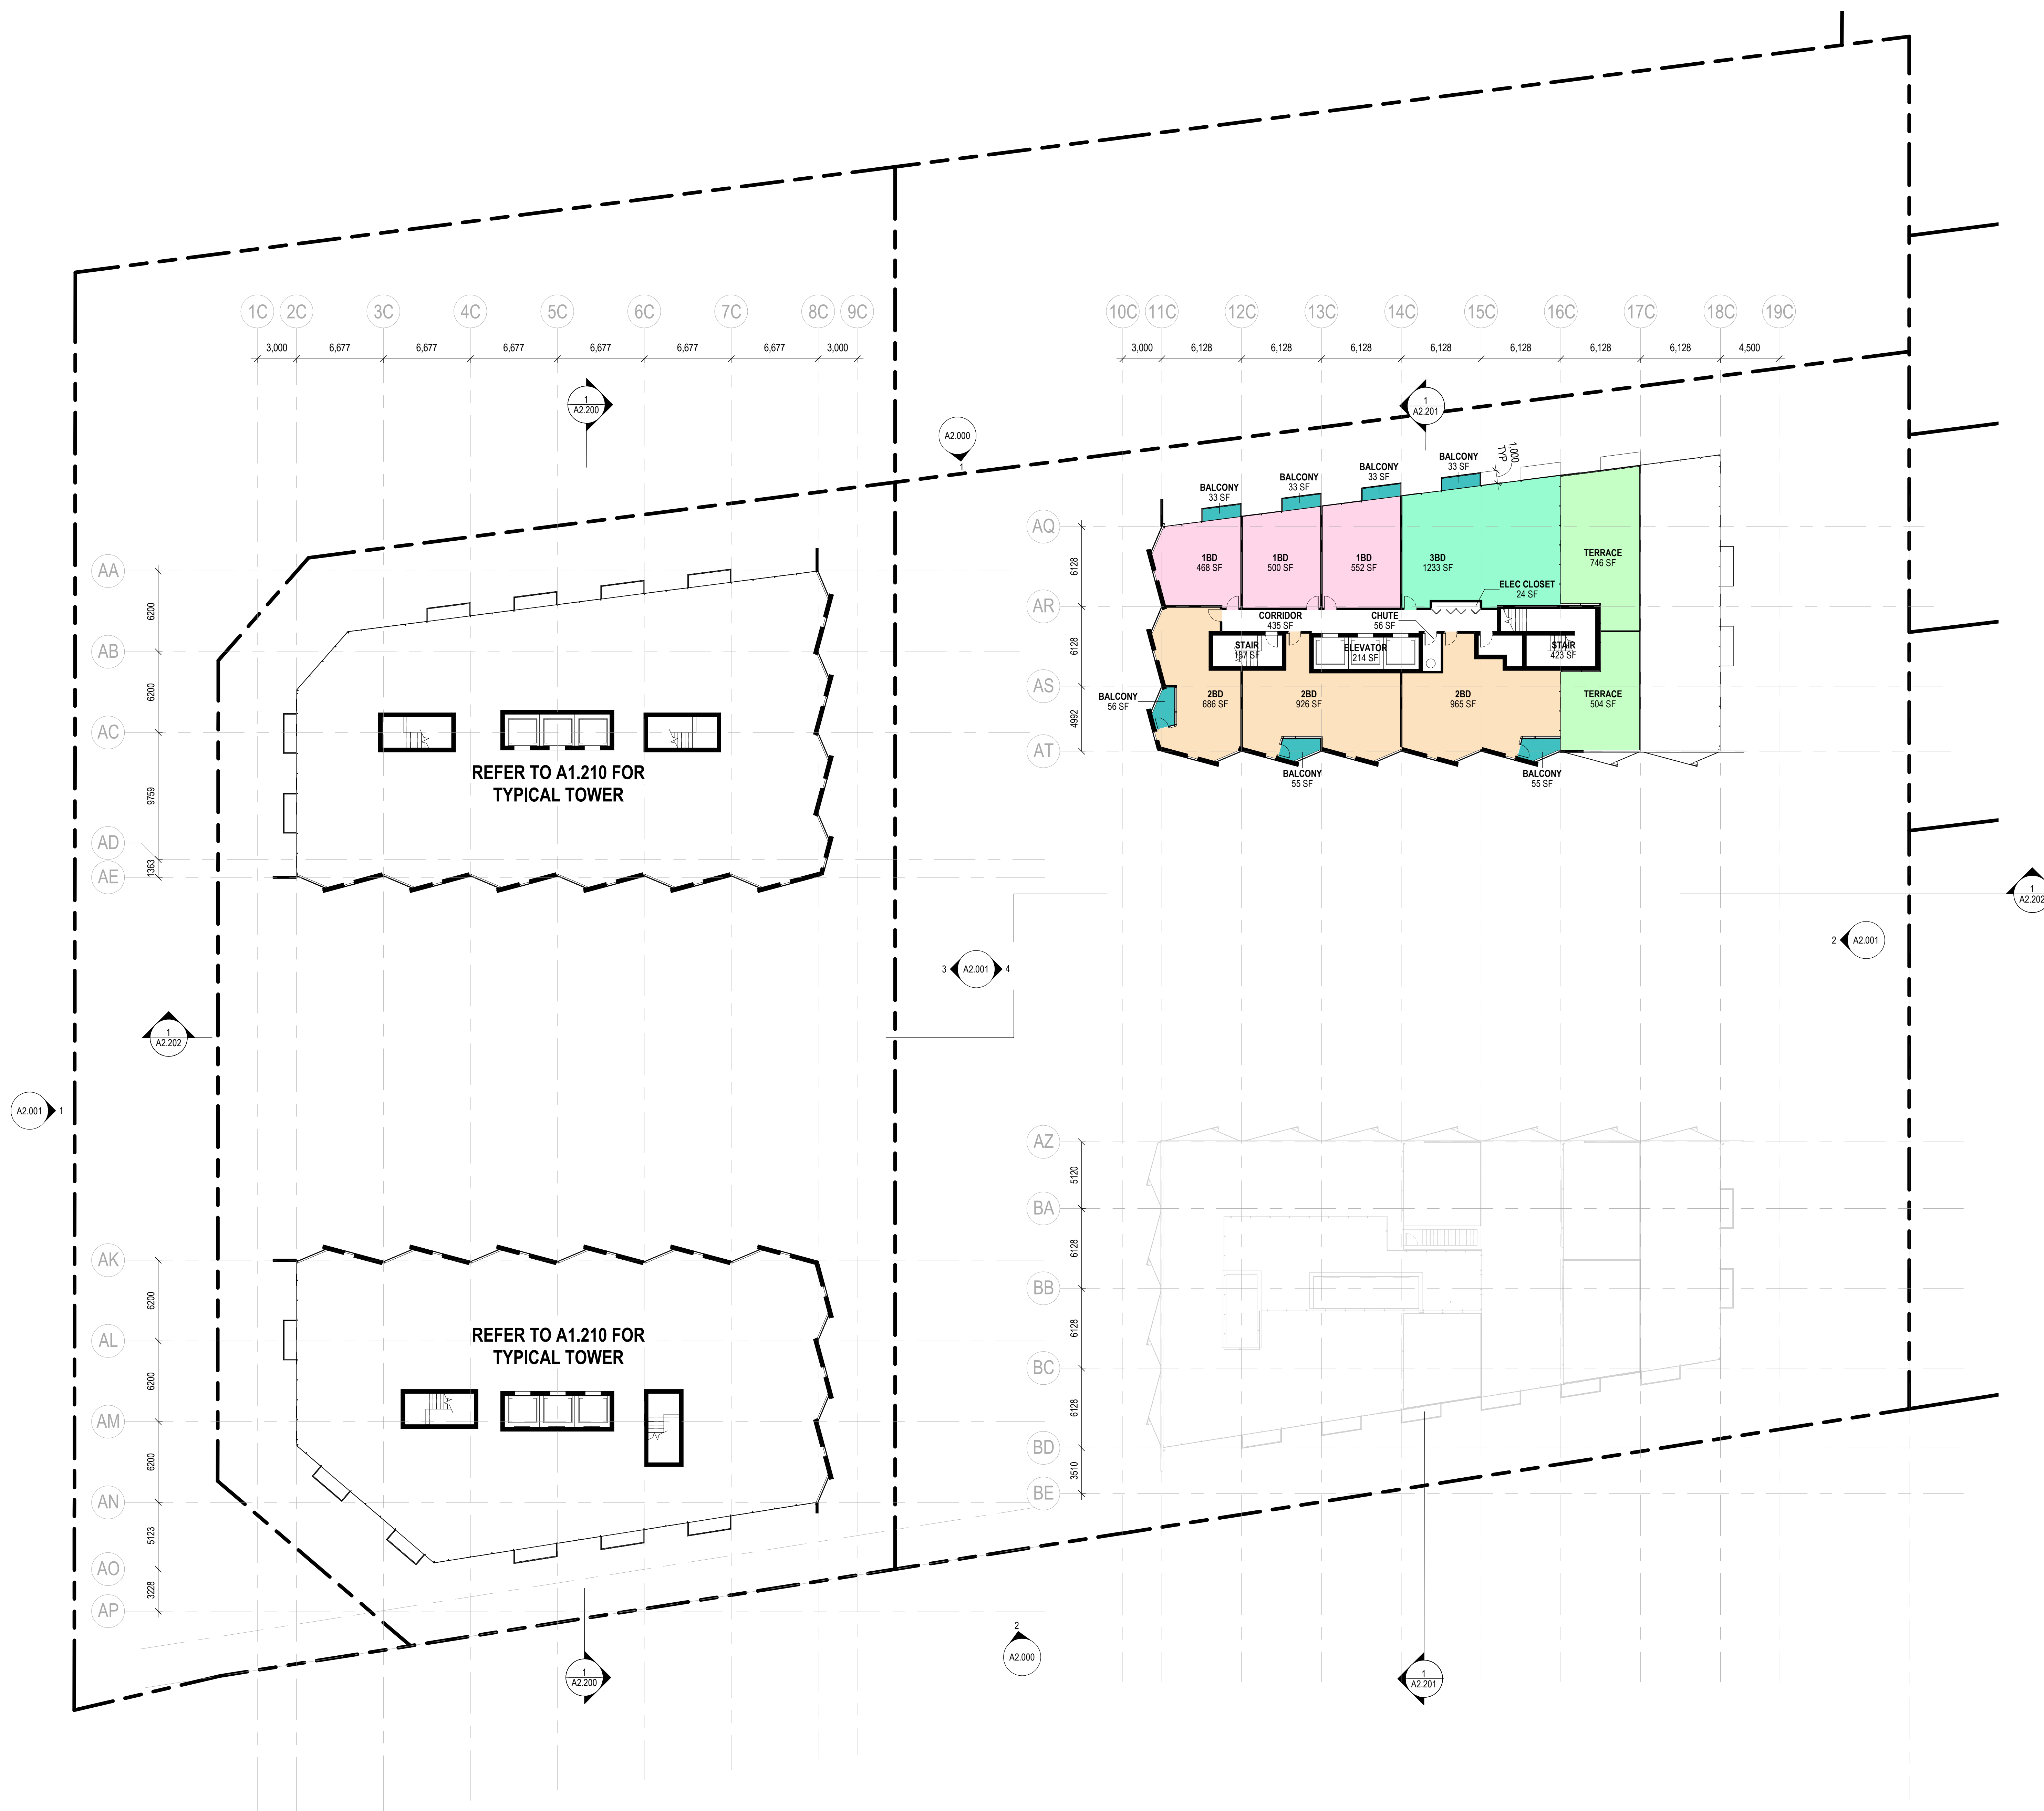 1C 2C 3C 4C 5C 6C 7C 8C 9C
3,000 6,677 6,677 6,677 6,677 6,677 6,677 3,000
10C 11C 12C 13C 14C 15C 16C 17C 18C 19C
3,000 6,128 6,128 6,128 6,128 6,128 6,128 6,128 4,500
1
A2.200
A2.000
1
1
A2.201
AA
6200
AB
6200
AC
9759
AD
1363
AE
REFER TO A1.210 FOR
TYPICAL TOWER
AQ
6128
AR
6128
AS
4992
AT
BALCONY
33 SF
BALCONY
33 SF
BALCONY
33 SF
BALCONY
33 SF
1,000
TYP
1BD
468 SF
1BD
500 SF
1BD
552 SF
3BD
1233 SF
TERRACE
746 SF
ELEC CLOSET
24 SF
CORRIDOR
435 SF
CHUTE
56 SF
STAIR
187 SF
ELEVATOR
214 SF
STAIR
423 SF
BALCONY
56 SF
2BD
686 SF
2BD
926 SF
2BD
965 SF
TERRACE
504 SF
BALCONY
55 SF
BALCONY
55 SF
1
A2.202
2
A2.001
3
A2.001
4
1
A2.202
A2.001
1
AK
6200
AL
6200
AM
6200
AN
5123
AO
3228
AP
REFER TO A1.210 FOR
TYPICAL TOWER
AZ
5120
BA
6128
BB
6128
BC
6128
BD
3510
BE
1
A2.200
2
A2.000
1
A2.201